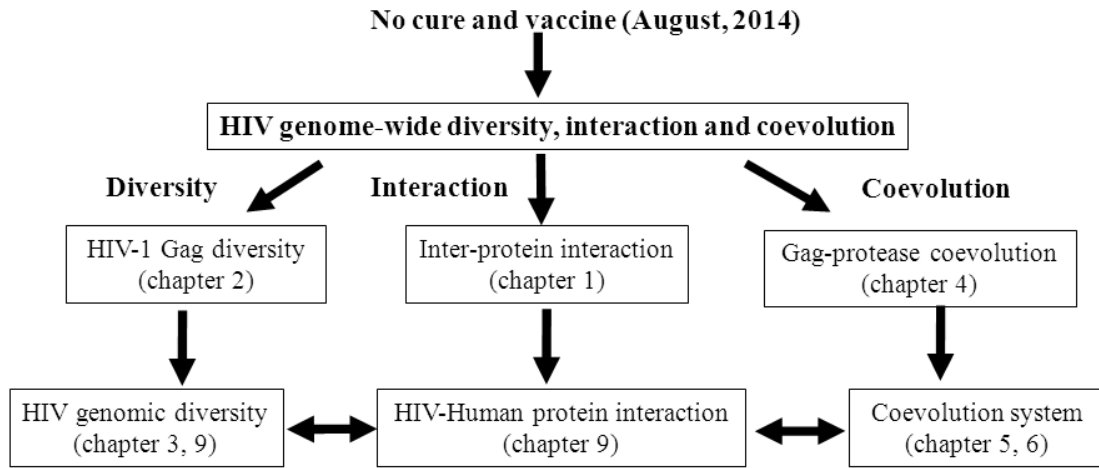 No cure and vaccine (August, 2014)
HIV genome-wide diversity, interaction and coevolution
Diversity
Interaction
Coevolution
HIV-1 Gag diversity
(chapter 2)
Inter-protein interaction
(chapter 1)
Gag-protease coevolution
(chapter 4)
HIV genomic diversity
(chapter 3, 9)
HIV-Human protein interaction
(chapter 9)
Coevolution system
(chapter 5, 6)